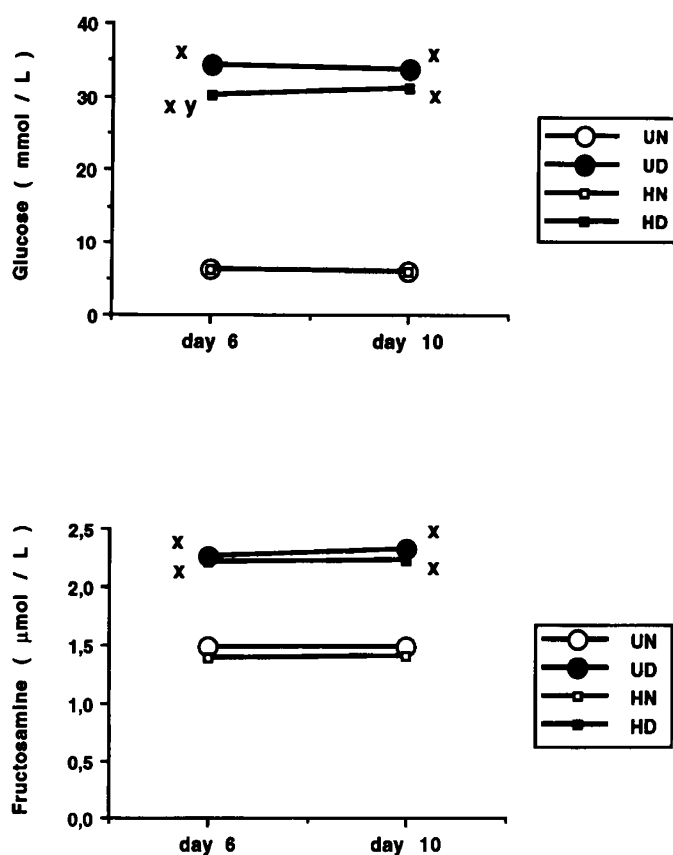 Glucose ( mmol / L )
40
30
20
10
0
x
x y
x
x
day 6
day 10
UN
UD
HN
HD
Fructosamine ( µmol / L )
2,5
2,0
1,5
1,0
0,5
0,0
x
x
x
x
day 6
day 10
UN
UD
HN
HD